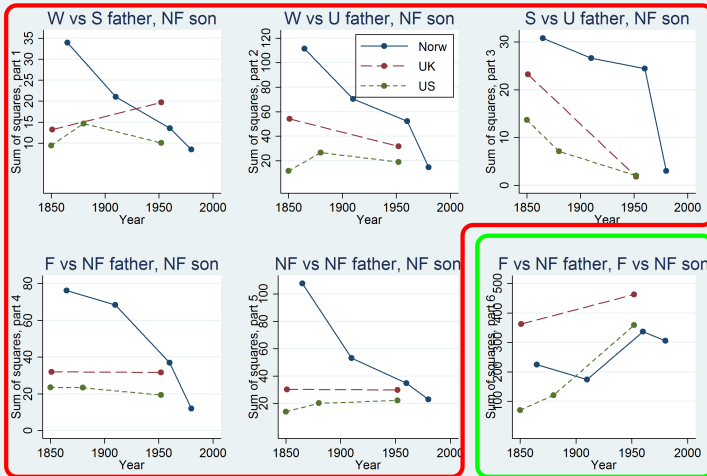 W vs S father, NF son
Sum of squares, part 1
35
30
25
20
15
10
1850
1900
1950
2000
Year
W vs U father, NF son
Sum of squares, part 2
120
100
80
60
40
20
Norw
UK
US
1850
1900
1950
2000
Year
S vs U father, NF son
Sum of squares, part 3
30
20
10
0
1850
1900
1950
2000
Year
F vs NF father, NF son
Sum of squares, part 4
80
60
40
20
0
1850
1900
1950
2000
Year
NF vs NF father, NF son
Sum of squares, part 5
100
80
60
40
20
1850
1900
1950
2000
Year
F vs NF father, F vs NF son
Sum of squares, part 6
500
400
300
200
100
1850
1900
1950
2000
Year